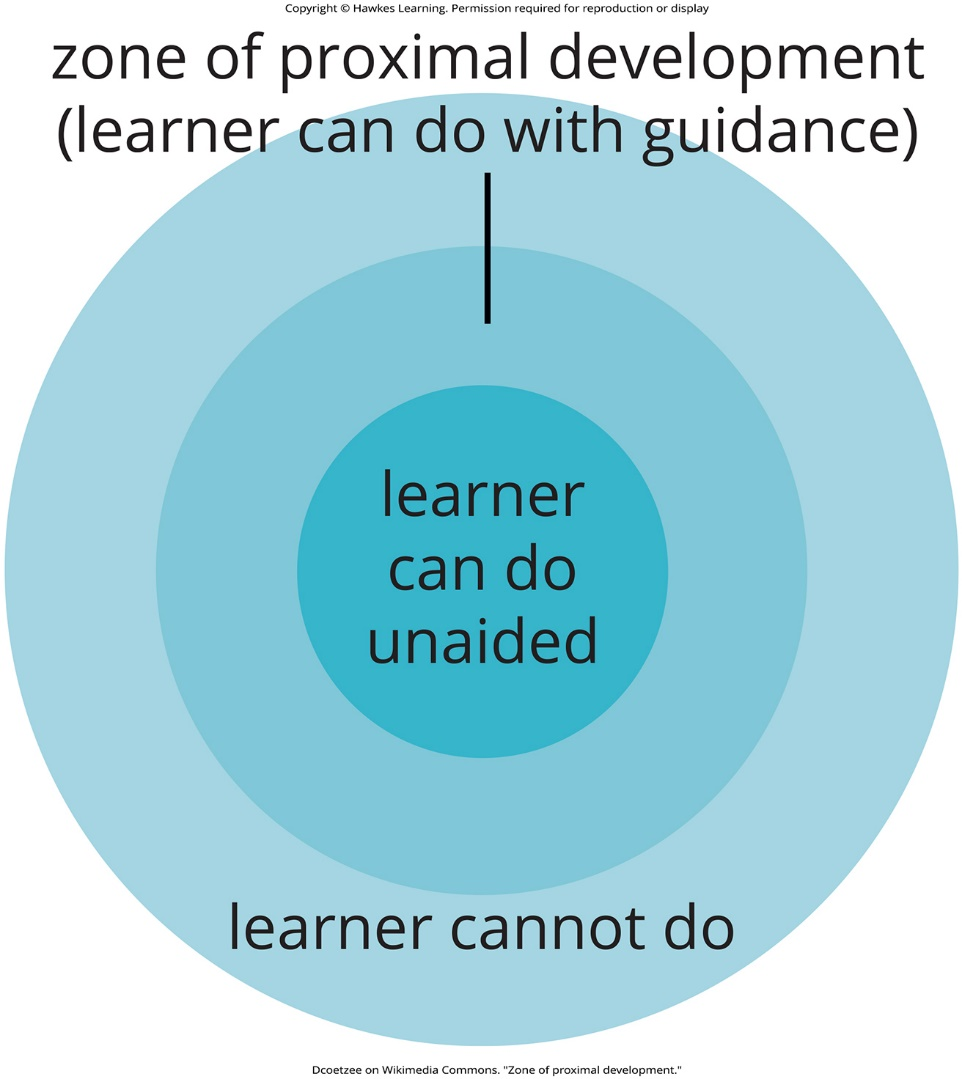 Copyright © Hawkes Learning. Permission required for reproduction or display
zone of proximal development
(learner can do with guidance)
learner
can do
unaided
learner cannot do
Dcoetzee on Wikimedia Commons. "Zone of proximal development."